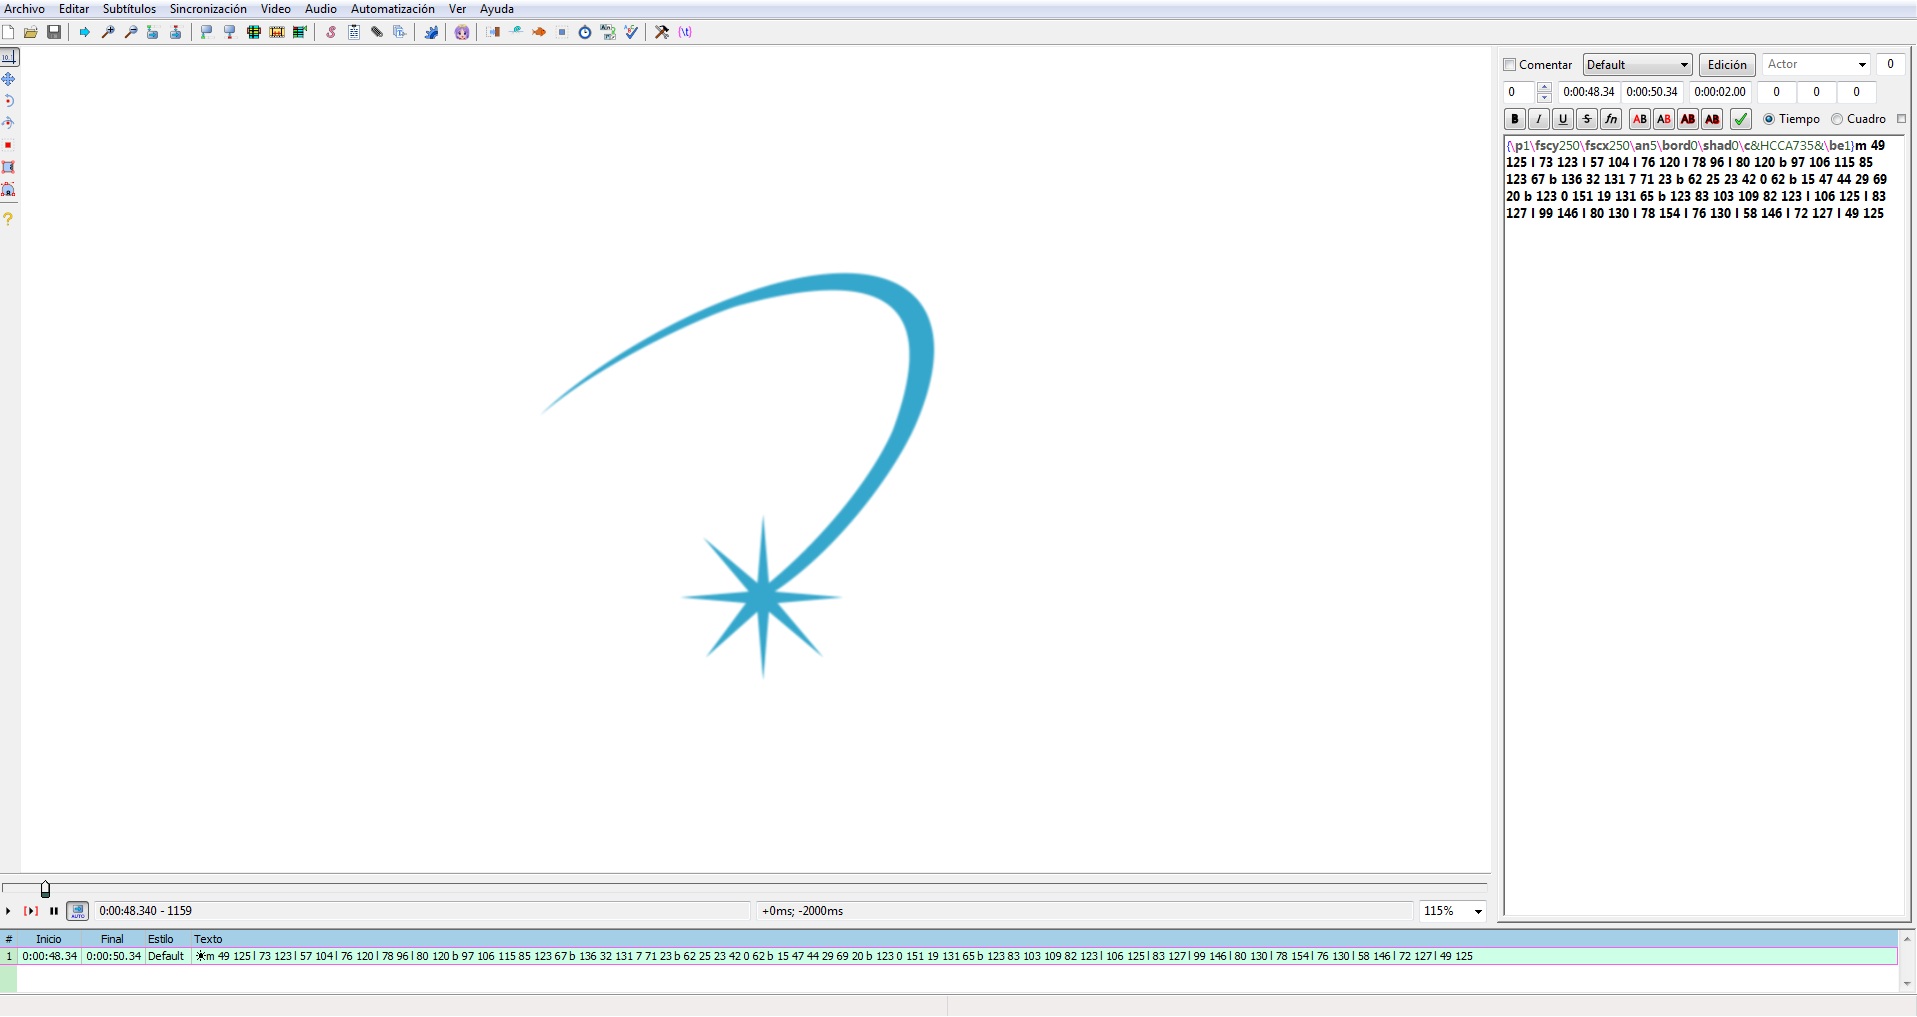 Archivo Editar Subtítulos Sincronización Video Audio Automatización Ver Ayuda
Comentar Default Edición Actor 0
0 0:00:48.34 0:00:50.34 0:00:02.00 0 0 0
B I U S fn AB AB AB AB Tiempo Cuadro
{\p1\fscy250\fscx250\an5\bord0\shad0\c&HCCA735&\be1}m 49
125 l 73 123 l 57 104 l 76 120 l 78 96 l 80 120 b 97 106 115 85
123 67 b 136 32 131 7 71 23 b 62 25 23 42 0 62 b 15 47 44 29 69
20 b 123 0 151 19 131 65 b 123 83 103 109 82 123 l 106 125 l 83
127 l 99 146 l 80 130 l 78 154 l 76 130 l 58 146 l 72 127 l 49 125
AUTO 0:00:48.340 - 1159 +0ms; -2000ms 115%
# Inicio Final Estilo Texto
1 0:00:48.34 0:00:50.34 Default ☀m 49 125 l 73 123 l 57 104 l 76 120 l 78 96 l 80 120 b 97 106 115 85 123 67 b 136 32 131 7 71 23 b 62 25 23 42 0 62 b 15 47 44 29 69 20 b 123 0 151 19 131 65 b 123 83 103 109 82 123 l 106 125 l 83 127 l 99 146 l 80 130 l 78 154 l 76 130 l 58 146 l 72 127 l 49 125